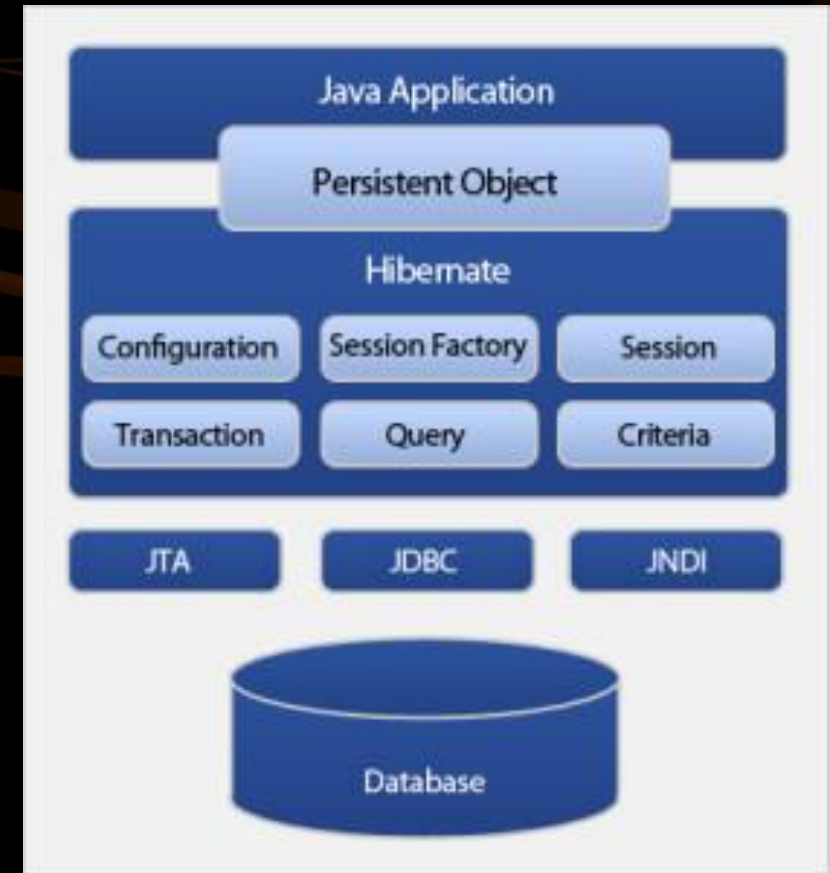 Java Application
Persistent Object
Hibernate
Configuration Session Factory Session
Transaction Query Criteria
JTA JDBC JNDI
Database